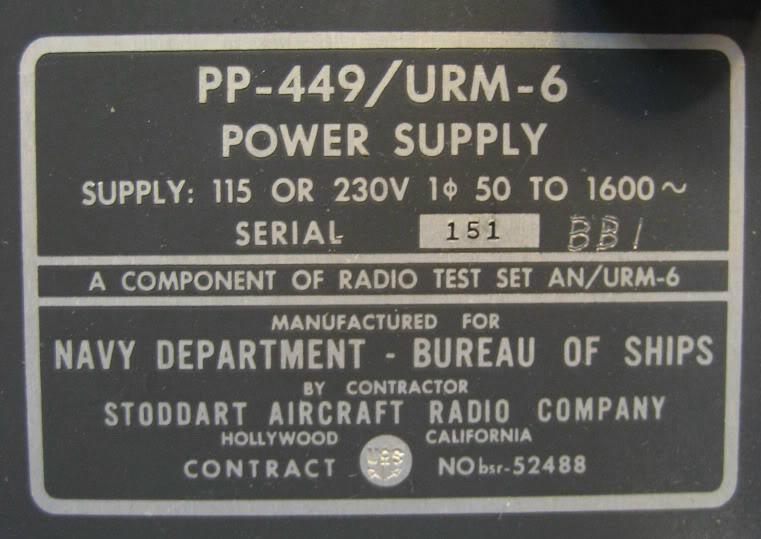 PP-449/URM-6
POWER SUPPLY
SUPPLY: 115 OR 230V 1ϕ 50 TO 1600~
SERIAL 151 BB1
A COMPONENT OF RADIO TEST SET AN/URM-6
MANUFACTURED FOR
NAVY DEPARTMENT - BUREAU OF SHIPS
BY CONTRACTOR
STODDART AIRCRAFT RADIO COMPANY
HOLLYWOOD CALIFORNIA
CONTRACT NObsr-52488